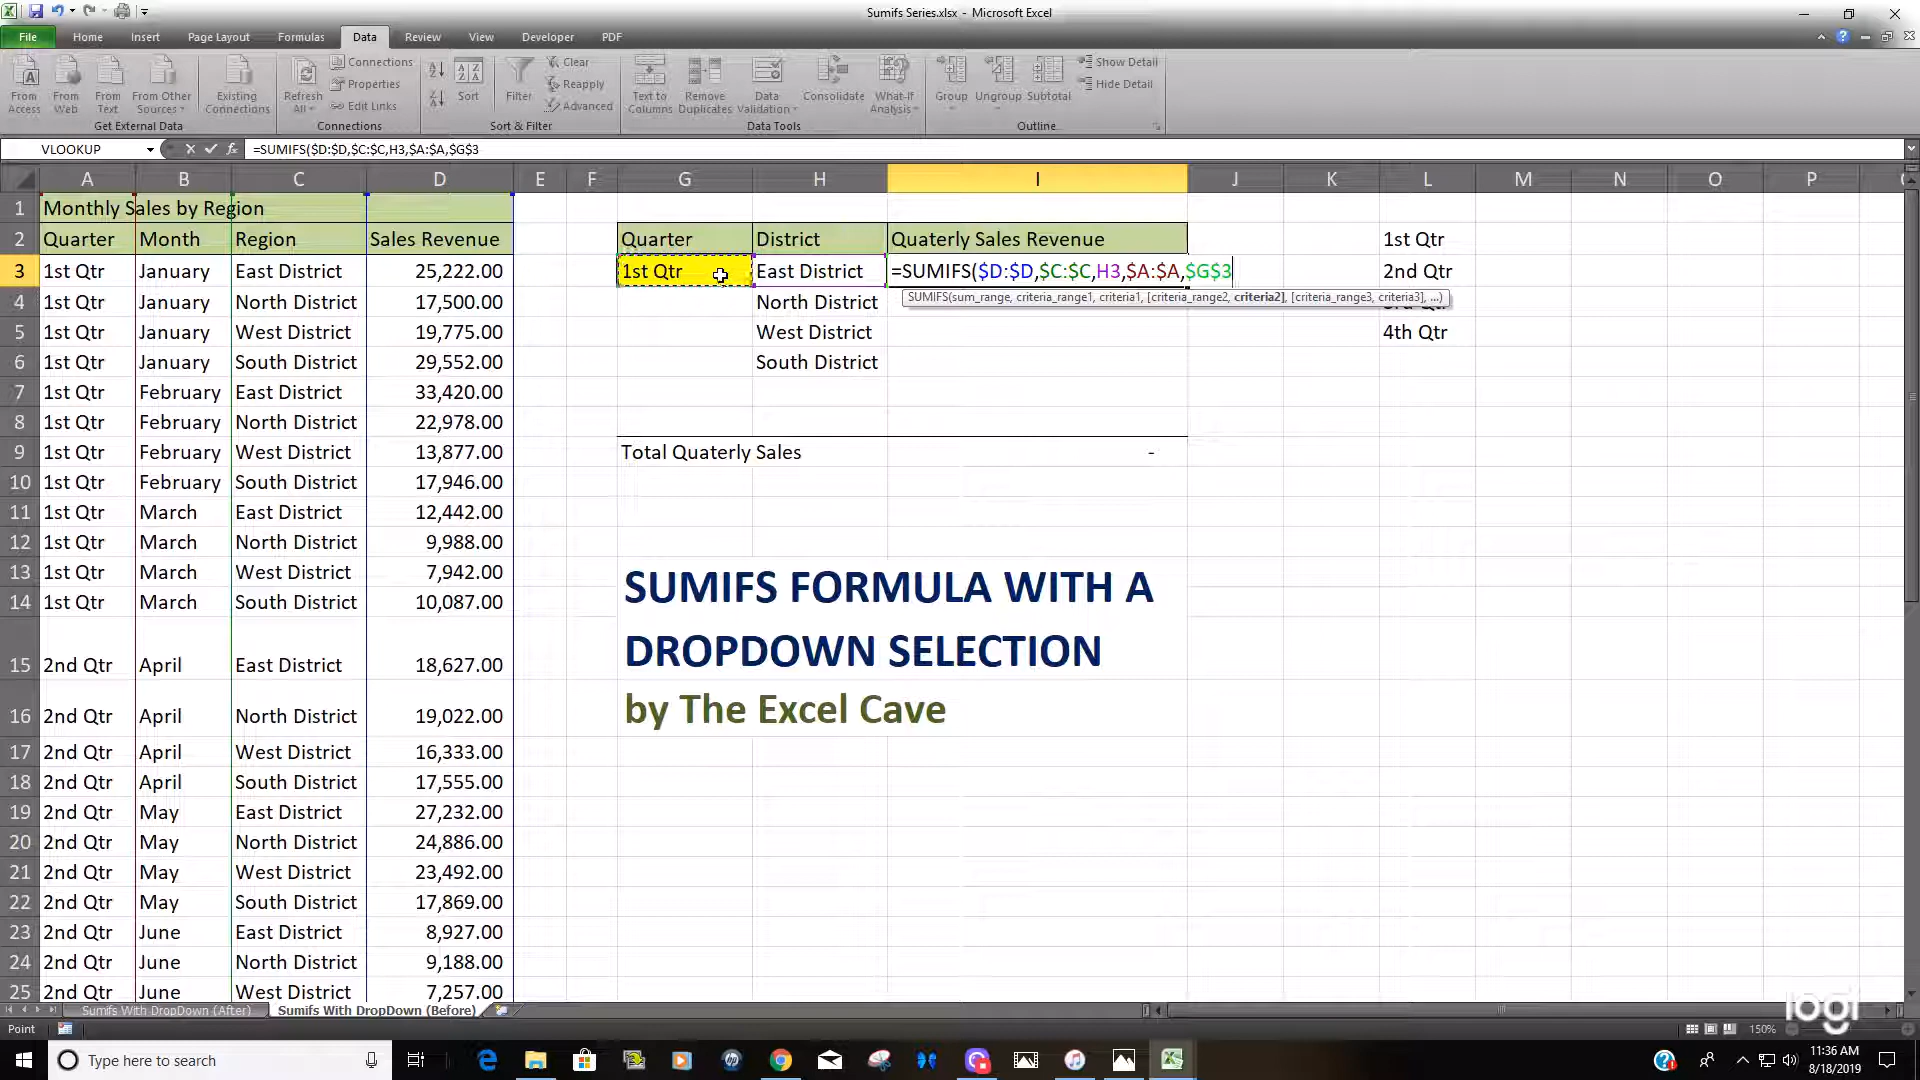 Sumifs Series.xlsx - Microsoft Excel
File Home Insert Page Layout Formulas Data Review View Developer PDF
From Access
From Web
From Text
From Other Sources
Existing Connections
Get External Data
Refresh All
Connections
Properties
Edit Links
Connections
Sort
Filter
Clear
Reapply
Advanced
Sort & Filter
Text to Columns
Remove Duplicates
Data Validation
Consolidate
What-If Analysis
Data Tools
Group
Ungroup
Subtotal
Show Detail
Hide Detail
Outline
VLOOKUP =SUMIFS($D:$D,$C:$C,H3,$A:$A,$G$3
A B C D E F G H I J K L M N O P
1 Monthly Sales by Region
2 Quarter Month Region Sales Revenue Quarter District Quaterly Sales Revenue 1st Qtr
3 1st Qtr January East District 25,222.00 1st Qtr East District =SUMIFS($D:$D,$C:$C,H3,$A:$A,$G$3 2nd Qtr
SUMIFS(sum_range, criteria_range1, criteria1, [criteria_range2, criteria2], [criteria_range3, criteria3], ...)
4 1st Qtr January North District 17,500.00 North District
5 1st Qtr January West District 19,775.00 West District 4th Qtr
6 1st Qtr January South District 29,552.00 South District
7 1st Qtr February East District 33,420.00
8 1st Qtr February North District 22,978.00
9 1st Qtr February West District 13,877.00 Total Quaterly Sales -
10 1st Qtr February South District 17,946.00
11 1st Qtr March East District 12,442.00
12 1st Qtr March North District 9,988.00
13 1st Qtr March West District 7,942.00
14 1st Qtr March South District 10,087.00
SUMIFS FORMULA WITH A
DROPDOWN SELECTION
by The Excel Cave
15 2nd Qtr April East District 18,627.00
16 2nd Qtr April North District 19,022.00
17 2nd Qtr April West District 16,333.00
18 2nd Qtr April South District 17,555.00
19 2nd Qtr May East District 27,232.00
20 2nd Qtr May North District 24,886.00
21 2nd Qtr May West District 23,492.00
22 2nd Qtr May South District 17,869.00
23 2nd Qtr June East District 8,927.00
24 2nd Qtr June North District 9,188.00
25 2nd Qtr June West District 7,257.00
Sumifs With DropDown (After) Sumifs With DropDown (Before)
logi
Point 150%
Type here to search
11:36 AM
8/18/2019